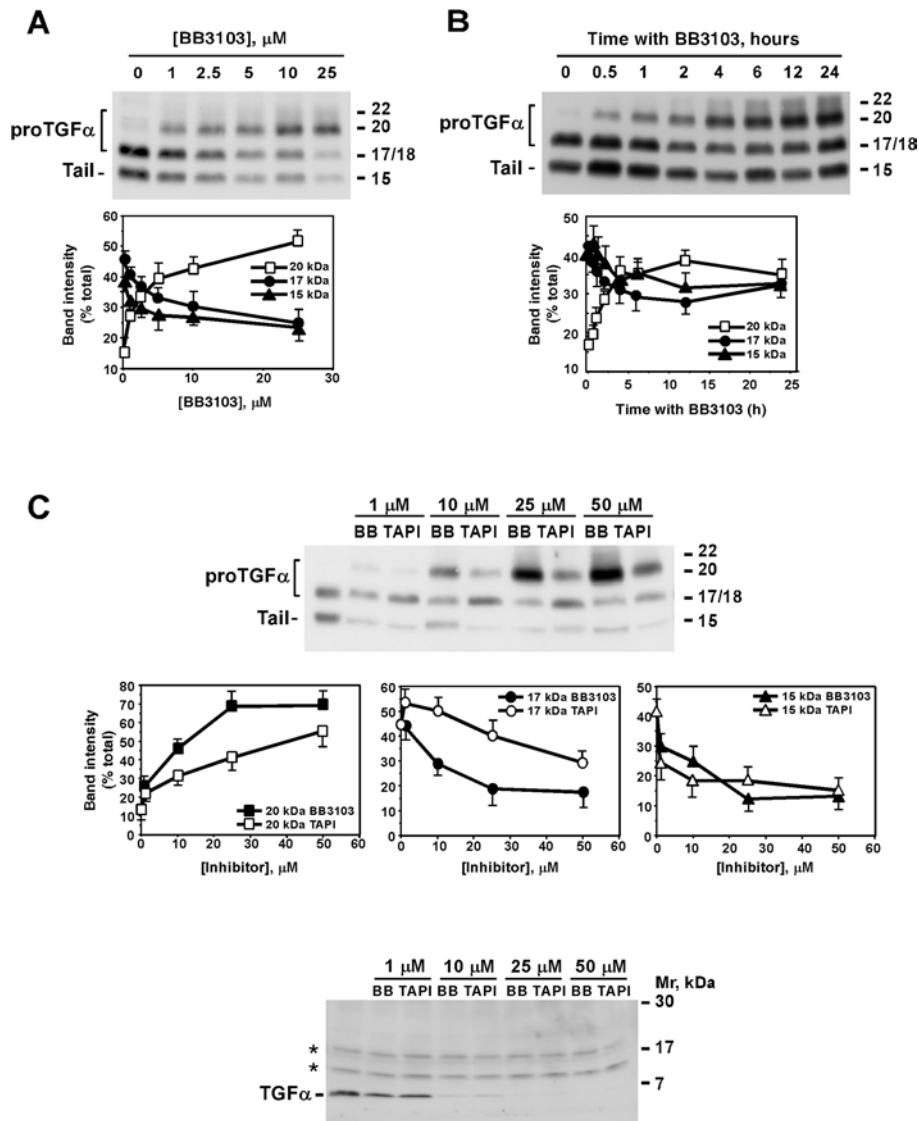 A
[BB3103], μM
0 1 2.5 5 10 25
proTGFα
Tail-
- 22
- 20
- 17/18
- 15
Band intensity
(% total)
60
50
40
30
20
10
20 kDa
17 kDa
15 kDa
0 10 20 30
[BB3103], μM
B
Time with BB3103, hours
0 0.5 1 2 4 6 12 24
proTGFα
Tail -
- 22
- 20
- 17/18
- 15
Band intensity
(% total)
50
40
30
20
10
20 kDa
17 kDa
15 kDa
0 5 10 15 20 25
Time with BB3103 (h)
C
1 μM 10 μM 25 μM 50 μM
BB TAPI BB TAPI BB TAPI BB TAPI
proTGFα
Tail-
- 22
- 20
- 17/18
- 15
Band intensity
(% total)
80
70
60
50
40
30
20
10
0
20 kDa BB3103
20 kDa TAPI
0 10 20 30 40 50 60
[Inhibitor], μM
60
50
40
30
20
10
0
17 kDa BB3103
17 kDa TAPI
0 10 20 30 40 50 60
[Inhibitor], μM
50
40
30
20
10
0
15 kDa BB3103
15 kDa TAPI
0 10 20 30 40 50 60
[Inhibitor], μM
1 μM 10 μM 25 μM 50 μM
BB TAPI BB TAPI BB TAPI BB TAPI
Mr, kDa
- 30
- 17
- 7
*
*
TGFα -